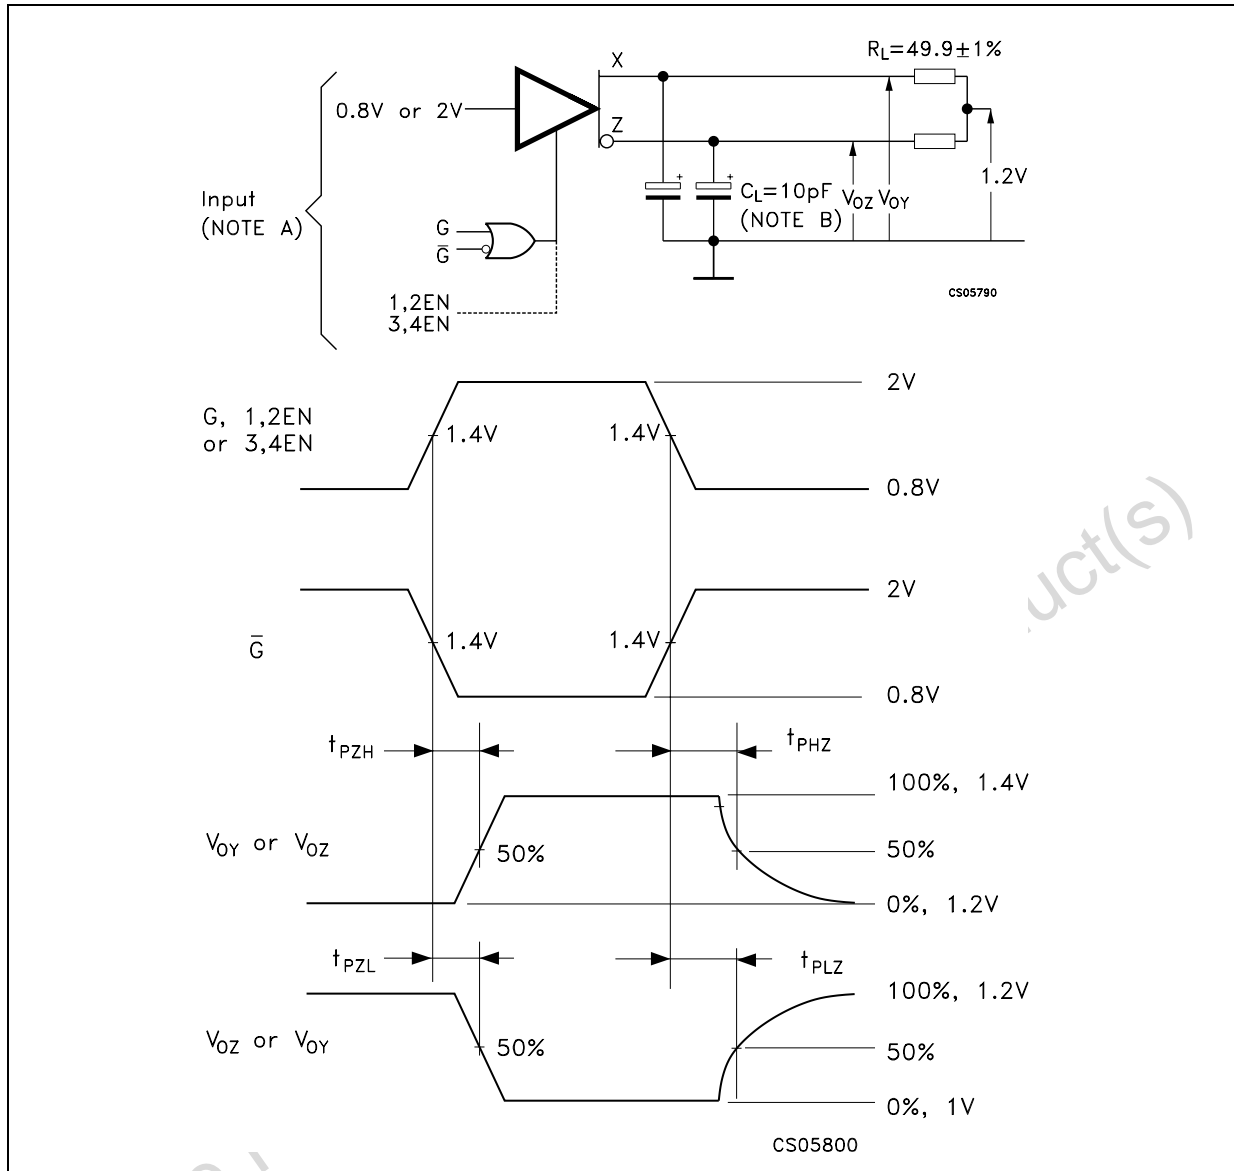 R_L=49.9±1%
X
0.8V or 2V
Z
1.2V
Input
(NOTE A)
C_L=10pF V_OZ V_OY
(NOTE B)
G
G̅
CS05790
1,2EN
3,4EN
2V
G, 1,2EN
or 3,4EN
1.4V 1.4V
0.8V
2V
G̅
1.4V 1.4V
0.8V
t_PZH t_PHZ
100%, 1.4V
V_OY or V_OZ
50% 50%
0%, 1.2V
t_PZL t_PLZ
100%, 1.2V
V_OZ or V_OY
50% 50%
0%, 1V
CS05800
uct(s)